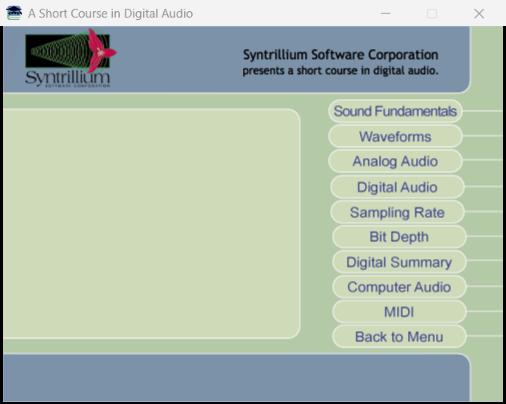 A Short Course in Digital Audio
Syntrillium
SOFTWARE CORPORATION
Syntrillium Software Corporation
presents a short course in digital audio.
Sound Fundamentals
Waveforms
Analog Audio
Digital Audio
Sampling Rate
Bit Depth
Digital Summary
Computer Audio
MIDI
Back to Menu